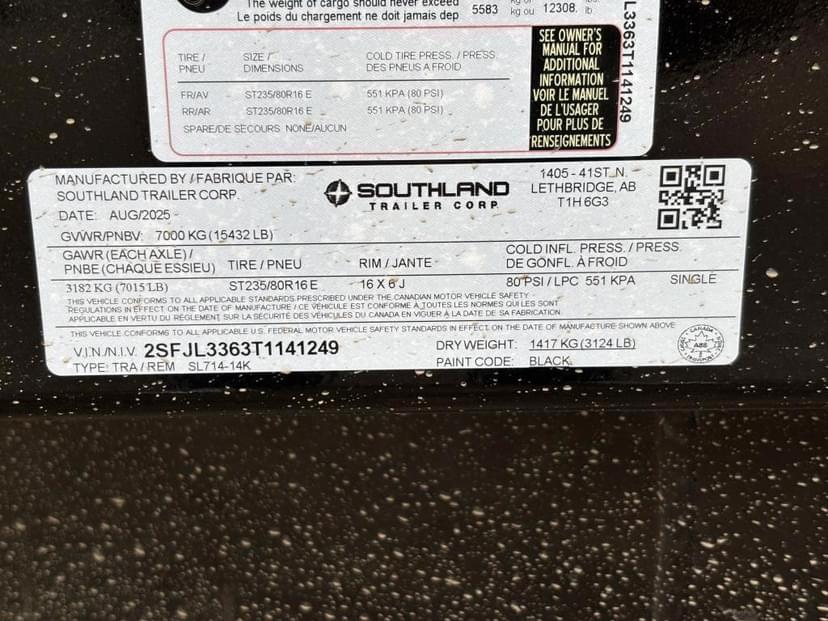 The weight of cargo should never exceed
Le poids du chargement ne doit jamais dep
5583 kg ou 12308. lb
TIRE / PNEU SIZE / DIMENSIONS COLD TIRE PRESS. / PRESS. DES PNEUS A FROID
FR/AV ST235/80R16 E 551 KPA (80 PSI)
RR/AR ST235/80R16 E 551 KPA (80 PSI)
SPARE/DE SECOURS NONE/AUCUN
SEE OWNER'S
MANUAL FOR
ADDITIONAL
INFORMATION
VOIR LE MANUEL
DE L'USAGER
POUR PLUS DE
RENSEIGNEMENTS
JL3363T1141249
MANUFACTURED BY / FABRIQUE PAR:
SOUTHLAND TRAILER CORP.
DATE: AUG/2025
SOUTHLAND
TRAILER CORP.
1405 - 41ST N.
LETHBRIDGE, AB
T1H 6G3
GVWR/PNBV: 7000 KG (15432 LB)
GAWR (EACH AXLE) /
PNBE (CHAQUE ESSIEU) TIRE / PNEU RIM / JANTE COLD INFL. PRESS. / PRESS.
DE GONFL. À FROID
3182 KG (7015 LB) ST235/80R16 E 16 X 6 J 80 PSI / LPC 551 KPA SINGLE
THIS VEHICLE CONFORMS TO ALL APPLICABLE STANDARDS PRESCRIBED UNDER THE CANADIAN MOTOR VEHICLE SAFETY
REGULATIONS IN EFFECT ON THE DATE OF MANUFACTURE / CE VÉHICULE EST CONFORME À TOUTES LES NORMES QUI LES SONT
APPLICABLE EN VERTU DU RÉGLEMENT SUR LA SÉCURITÉ DES VÉHICULES DU CANADA EN VIGUER A LA DATE DE SA FABRICATION
THIS VEHICLE CONFORMS TO ALL APPLICABLE U.S. FEDERAL MOTOR VEHICLE SAFETY STANDARDS IN EFFECT ON THE DATE OF MANUFACTURE SHOWN ABOVE
V.I.N./N.I.V. 2SFJL3363T1141249 DRY WEIGHT: 1417 KG (3124 LB)
TYPE: TRA / REM SL714-14K PAINT CODE: BLACK
CANADA